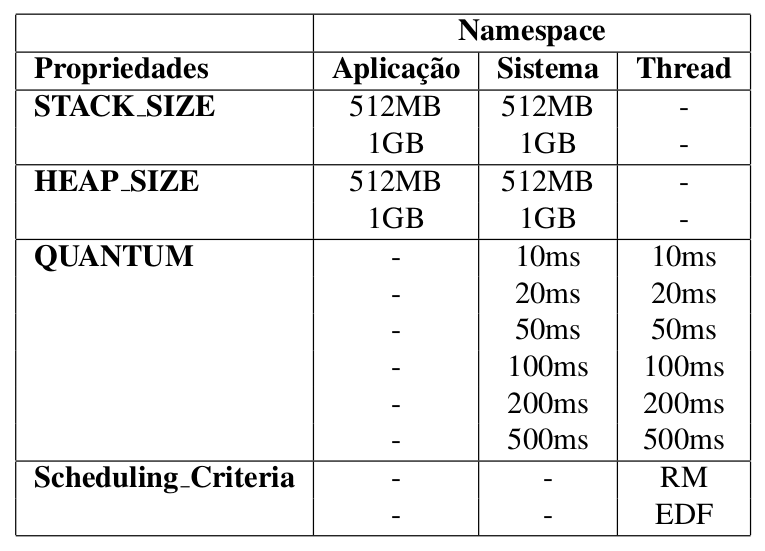 Namespace
Propriedades Aplicação Sistema Thread
STACK_SIZE 512MB 512MB -
1GB 1GB -
HEAP_SIZE 512MB 512MB -
1GB 1GB -
QUANTUM - 10ms 10ms
- 20ms 20ms
- 50ms 50ms
- 100ms 100ms
- 200ms 200ms
- 500ms 500ms
Scheduling_Criteria - - RM
- - EDF